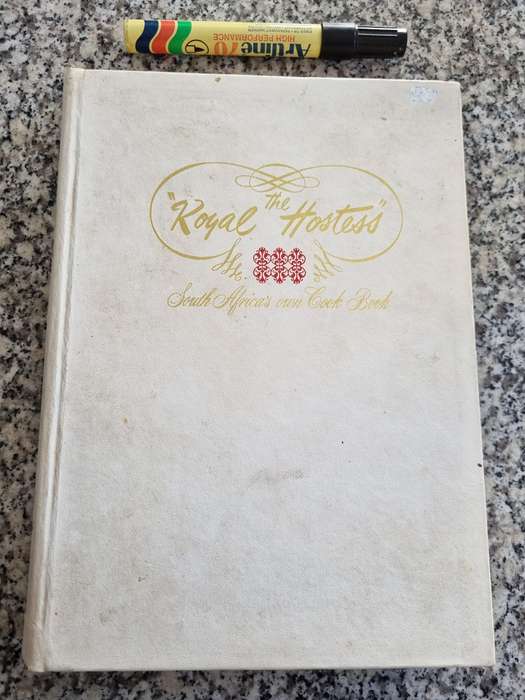 Artline 70
HIGH PERFORMANCE
The
"Royal Hostess"
South Africa's own Cook Book